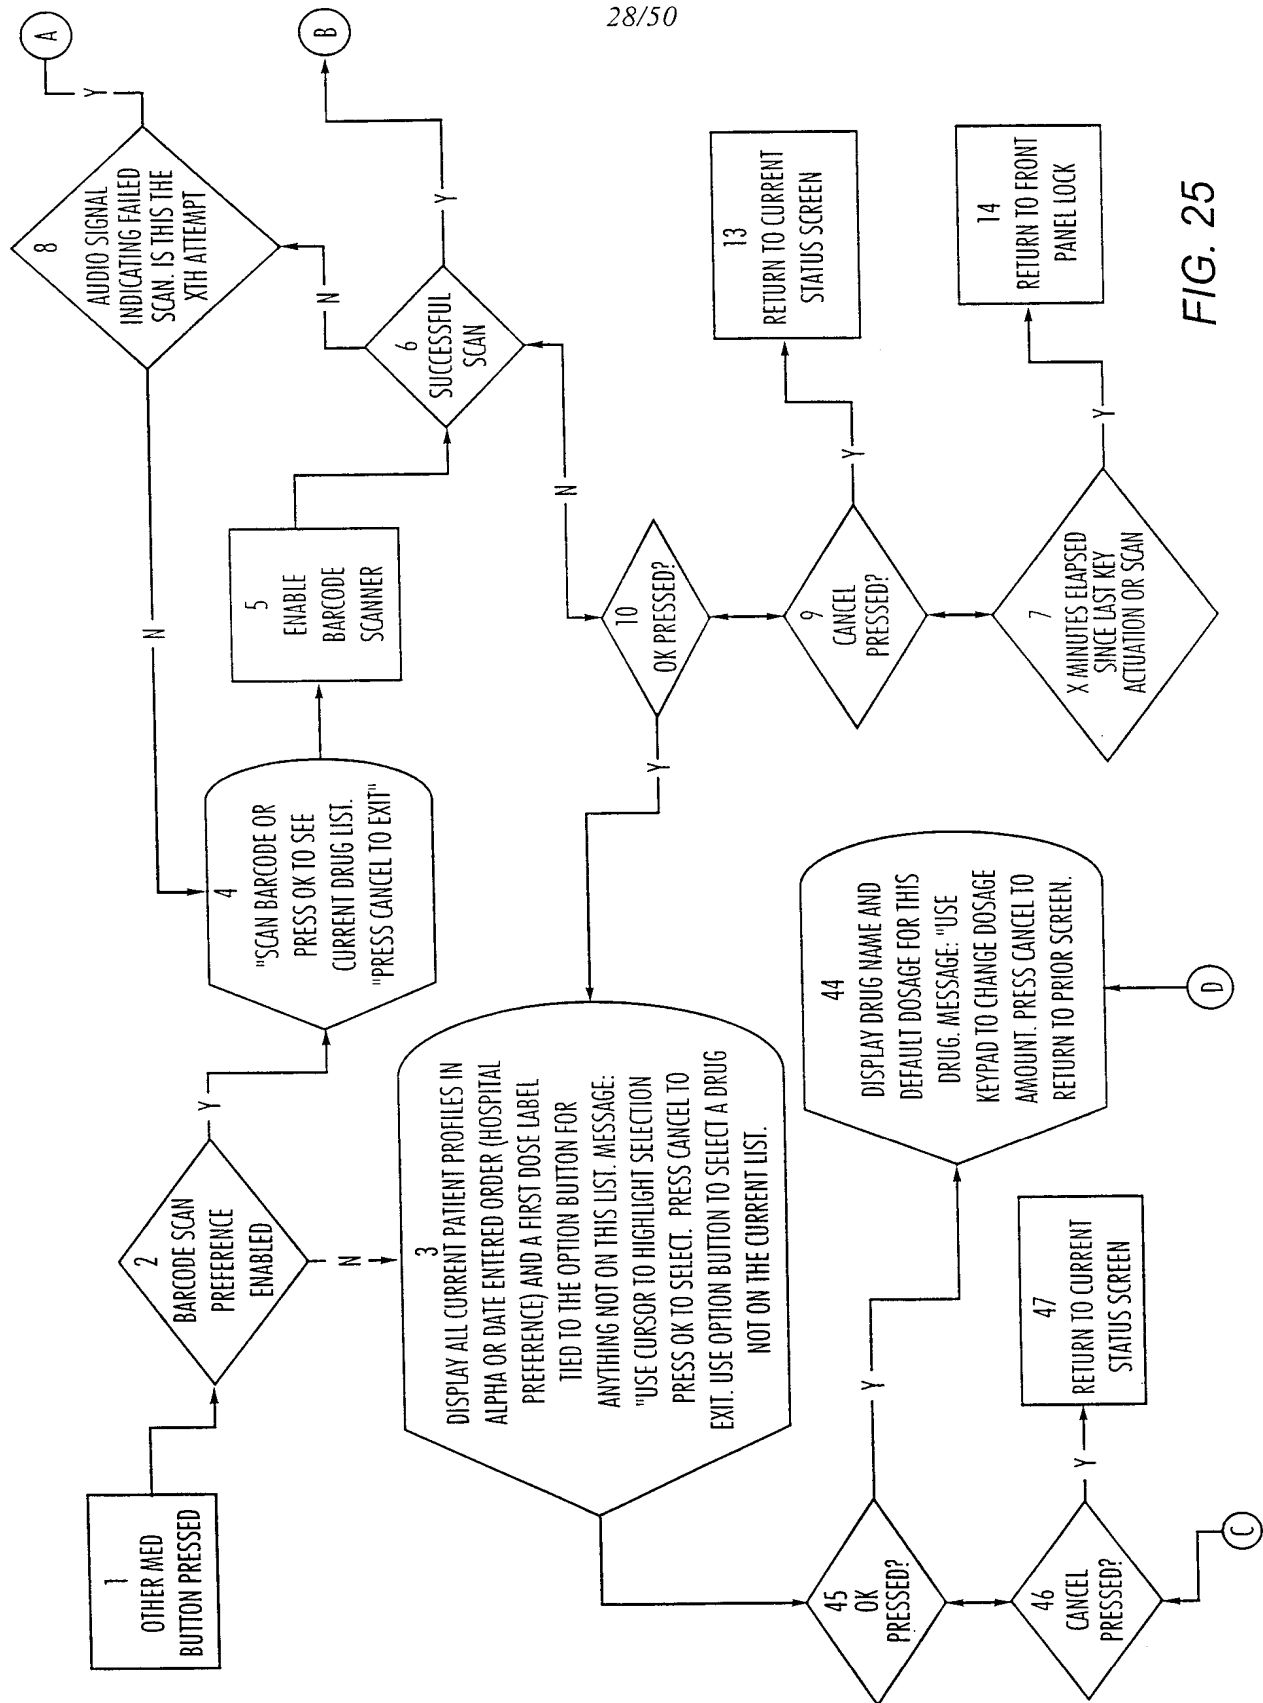 28/50
1
OTHER MED
BUTTON PRESSED
2
BARCODE SCAN
PREFERENCE
ENABLED
Y
N
4
"SCAN BARCODE OR
PRESS OK TO SEE
CURRENT DRUG LIST.
"PRESS CANCEL TO EXIT"
5
ENABLE
BARCODE
SCANNER
N
8
AUDIO SIGNAL
INDICATING FAILED
SCAN. IS THIS THE
XTH ATTEMPT
Y
A
N
6
SUCCESSFUL
SCAN
Y
B
3
DISPLAY ALL CURRENT PATIENT PROFILES IN
ALPHA OR DATE ENTERED ORDER (HOSPITAL
PREFERENCE) AND A FIRST DOSE LABEL
TIED TO THE OPTION BUTTON FOR
ANYTHING NOT ON THIS LIST. MESSAGE:
"USE CURSOR TO HIGHLIGHT SELECTION
PRESS OK TO SELECT. PRESS CANCEL TO
EXIT. USE OPTION BUTTON TO SELECT A DRUG
NOT ON THE CURRENT LIST.
Y
N
10
OK PRESSED?
9
CANCEL
PRESSED?
Y
13
RETURN TO CURRENT
STATUS SCREEN
7
X MINUTES ELAPSED
SINCE LAST KEY
ACTUATION OR SCAN
Y
14
RETURN TO FRONT
PANEL LOCK
45
OK
PRESSED?
Y
44
DISPLAY DRUG NAME AND
DEFAULT DOSAGE FOR THIS
DRUG. MESSAGE: "USE
KEYPAD TO CHANGE DOSAGE
AMOUNT. PRESS CANCEL TO
RETURN TO PRIOR SCREEN.
D
46
CANCEL
PRESSED?
Y
47
RETURN TO CURRENT
STATUS SCREEN
C
FIG. 25